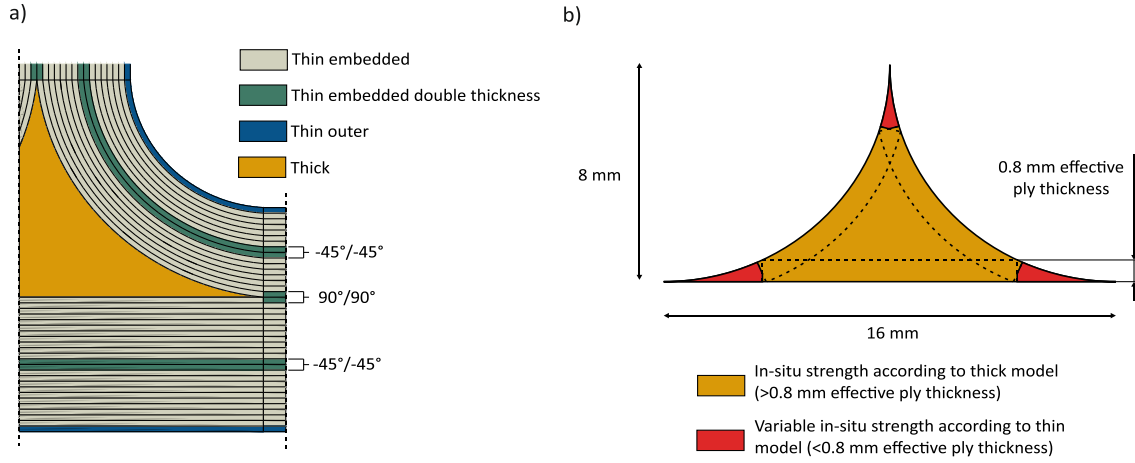 a)
Thin embedded
Thin embedded double thickness
Thin outer
Thick
-45°/-45°
90°/90°
-45°/-45°
b)
8 mm
0.8 mm effective
ply thickness
16 mm
In-situ strength according to thick model
(>0.8 mm effective ply thickness)
Variable in-situ strength according to thin
model (<0.8 mm effective ply thickness)